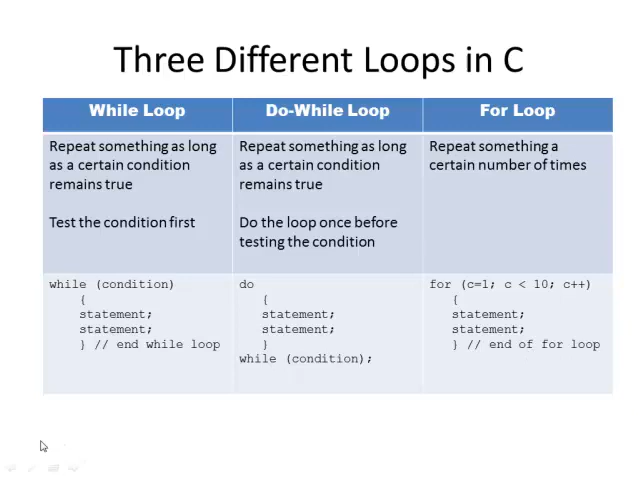 Three Different Loops in C
While Loop
Do-While Loop
For Loop
Repeat something as long
as a certain condition
remains true
Test the condition first
Repeat something as long
as a certain condition
remains true
Do the loop once before
testing the condition
Repeat something a
certain number of times
while (condition)
{
statement;
statement;
} // end while loop
do
{
statement;
statement;
}
while (condition);
for (c=1; c < 10; c++)
{
statement;
statement;
} // end of for loop